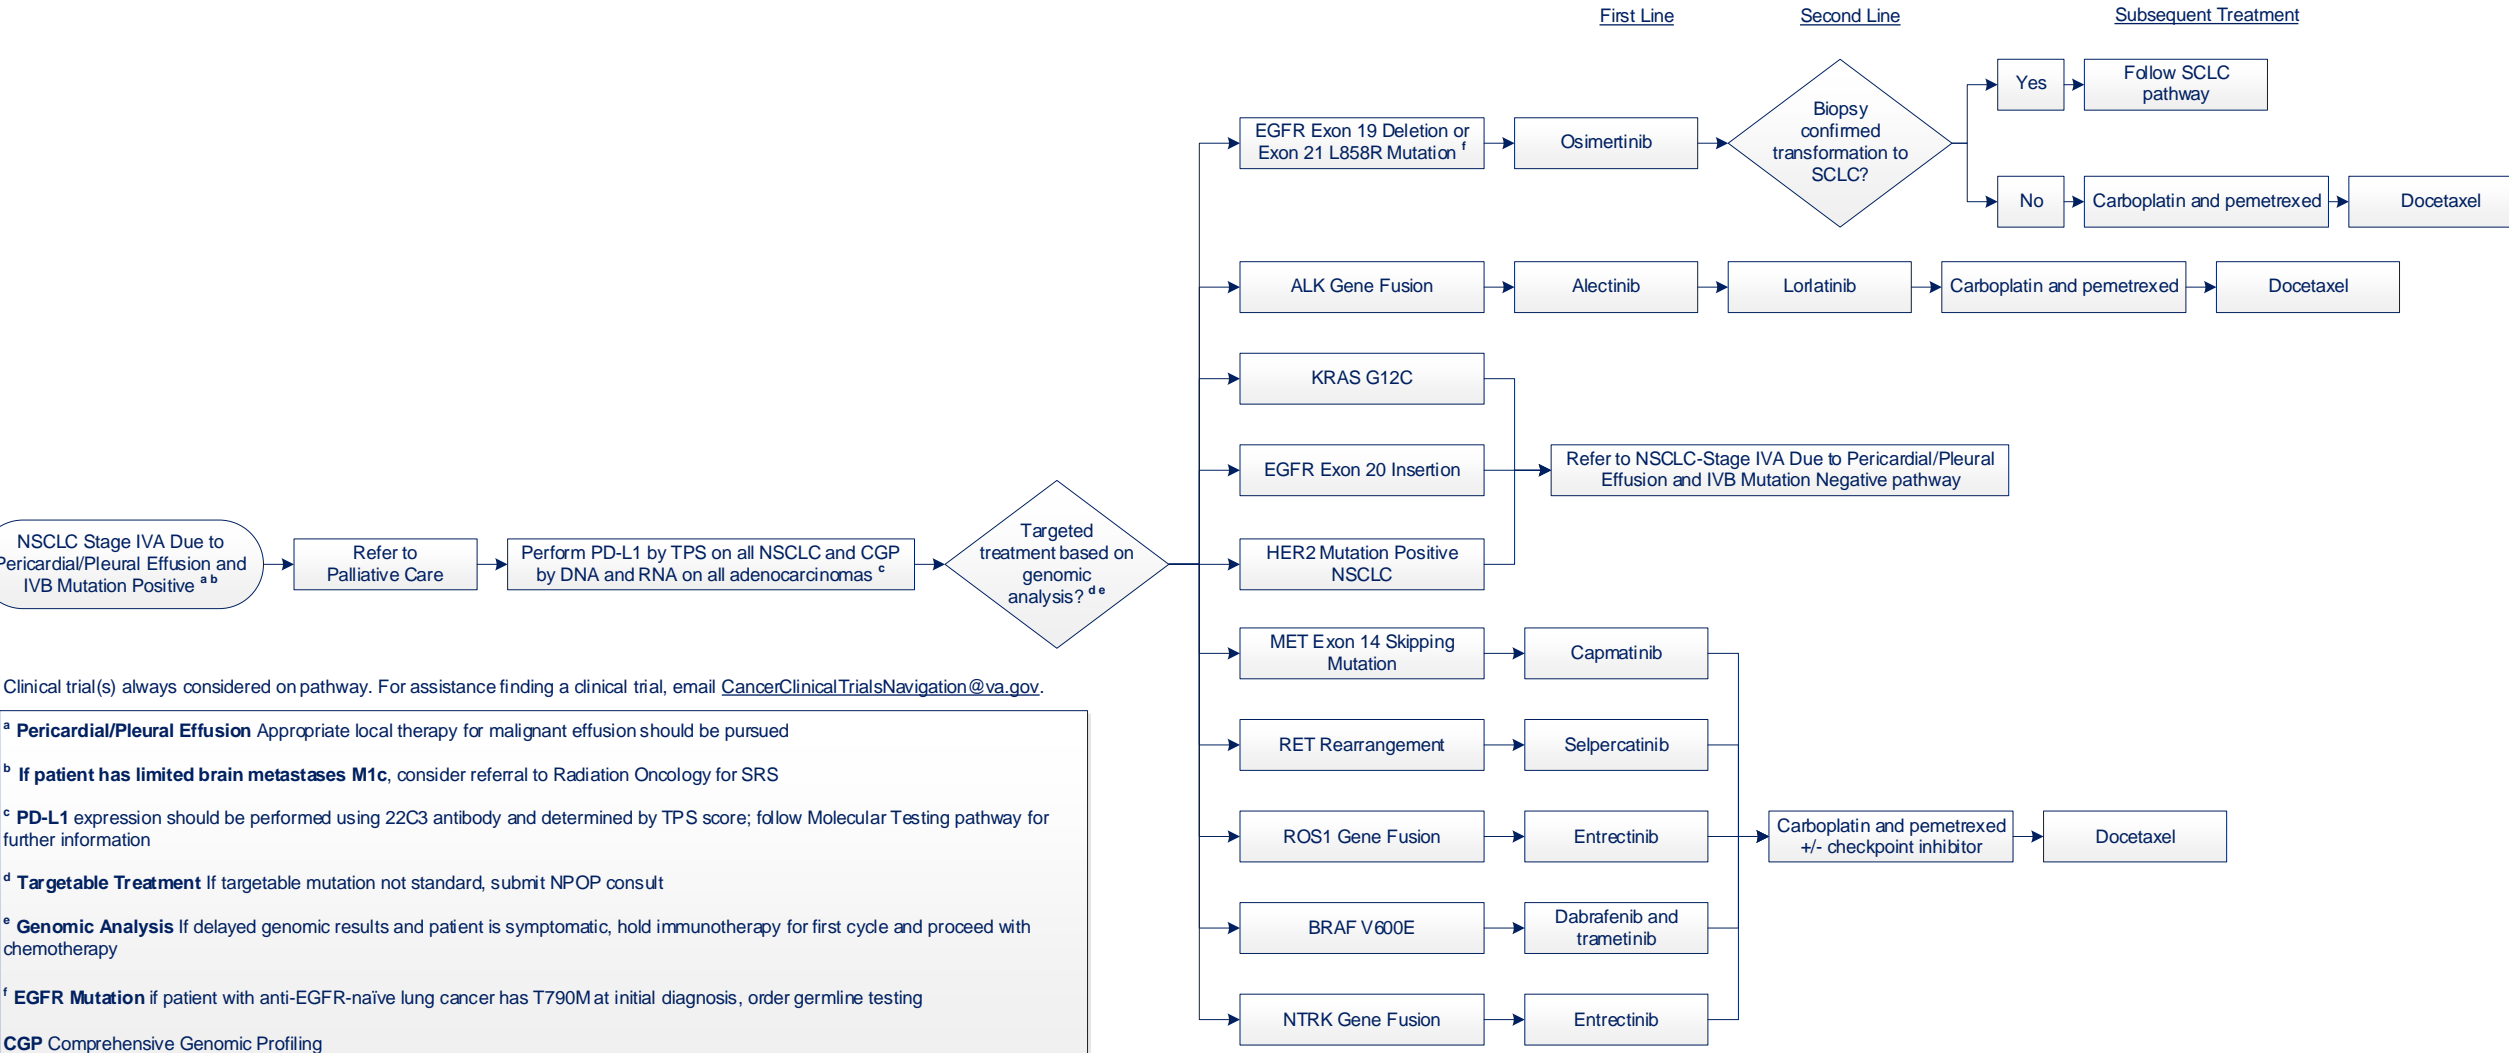 First Line
Second Line
Subsequent Treatment
Yes
Follow SCLC
pathway
Biopsy
confirmed
transformation to
SCLC?
EGFR Exon 19 Deletion or
Exon 21 L858R Mutation f
Osimertinib
No
Carboplatin and pemetrexed
Docetaxel
ALK Gene Fusion
Alectinib
Lorlatinib
Carboplatin and pemetrexed
Docetaxel
KRAS G12C
EGFR Exon 20 Insertion
Refer to NSCLC-Stage IVA Due to Pericardial/Pleural
Effusion and IVB Mutation Negative pathway
HER2 Mutation Positive
NSCLC
NSCLC Stage IVA Due to
Pericardial/Pleural Effusion and
IVB Mutation Positive a b
Refer to
Palliative Care
Perform PD-L1 by TPS on all NSCLC and CGP
by DNA and RNA on all adenocarcinomas c
Targeted
treatment based on
genomic
analysis? d e
MET Exon 14 Skipping
Mutation
Capmatinib
RET Rearrangement
Selpercatinib
ROS1 Gene Fusion
Entrectinib
Carboplatin and pemetrexed
+/- checkpoint inhibitor
Docetaxel
BRAF V600E
Dabrafenib and
trametinib
NTRK Gene Fusion
Entrectinib
Clinical trial(s) always considered on pathway. For assistance finding a clinical trial, email CancerClinicalTrialsNavigation@va.gov.
a Pericardial/Pleural Effusion Appropriate local therapy for malignant effusion should be pursued
b If patient has limited brain metastases M1c, consider referral to Radiation Oncology for SRS
c PD-L1 expression should be performed using 22C3 antibody and determined by TPS score; follow Molecular Testing pathway for
further information
d Targetable Treatment If targetable mutation not standard, submit NPOP consult
e Genomic Analysis If delayed genomic results and patient is symptomatic, hold immunotherapy for first cycle and proceed with
chemotherapy
f EGFR Mutation if patient with anti-EGFR-naïve lung cancer has T790M at initial diagnosis, order germline testing
CGP Comprehensive Genomic Profiling